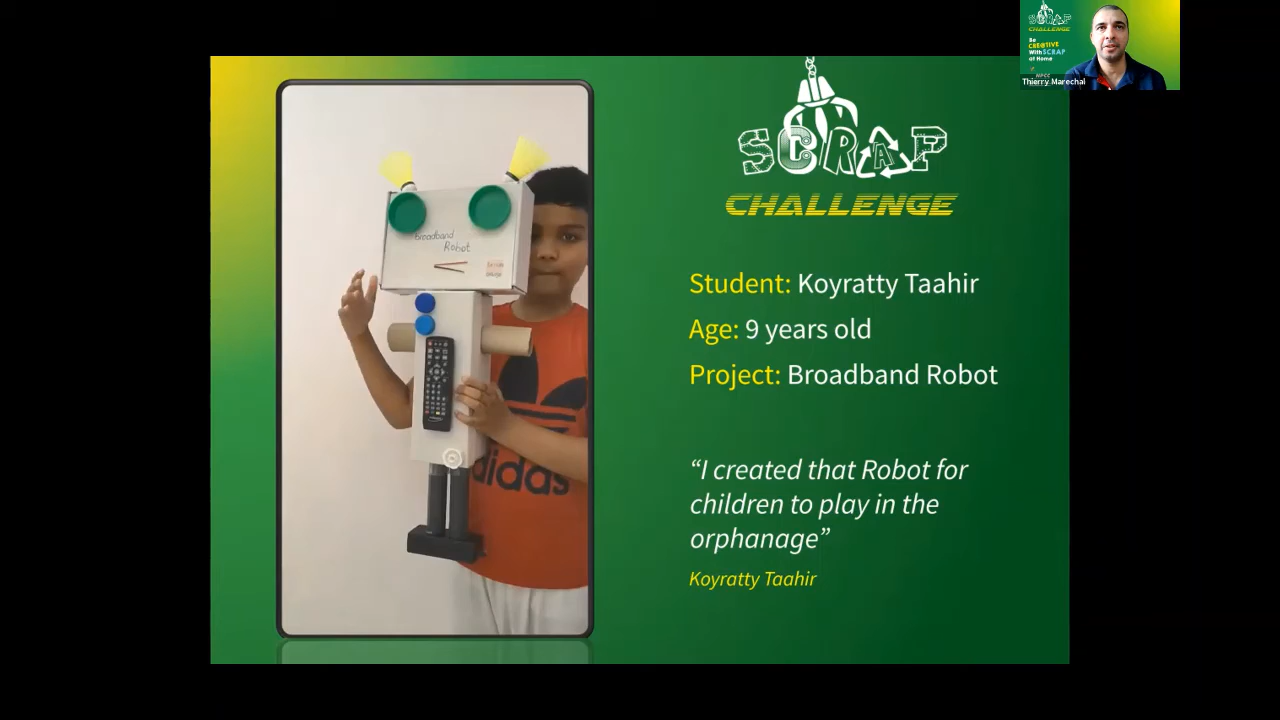 SCRAP
CHALLENGE
Be
CREATIVE
With SCRAP
at Home
NPCC
Thierry Marechal
SCRAP
CHALLENGE
Student: Koyratty Taahir
Age: 9 years old
Project: Broadband Robot
“I created that Robot for
children to play in the
orphanage”
Koyratty Taahir
Broadband
Robot
adidas